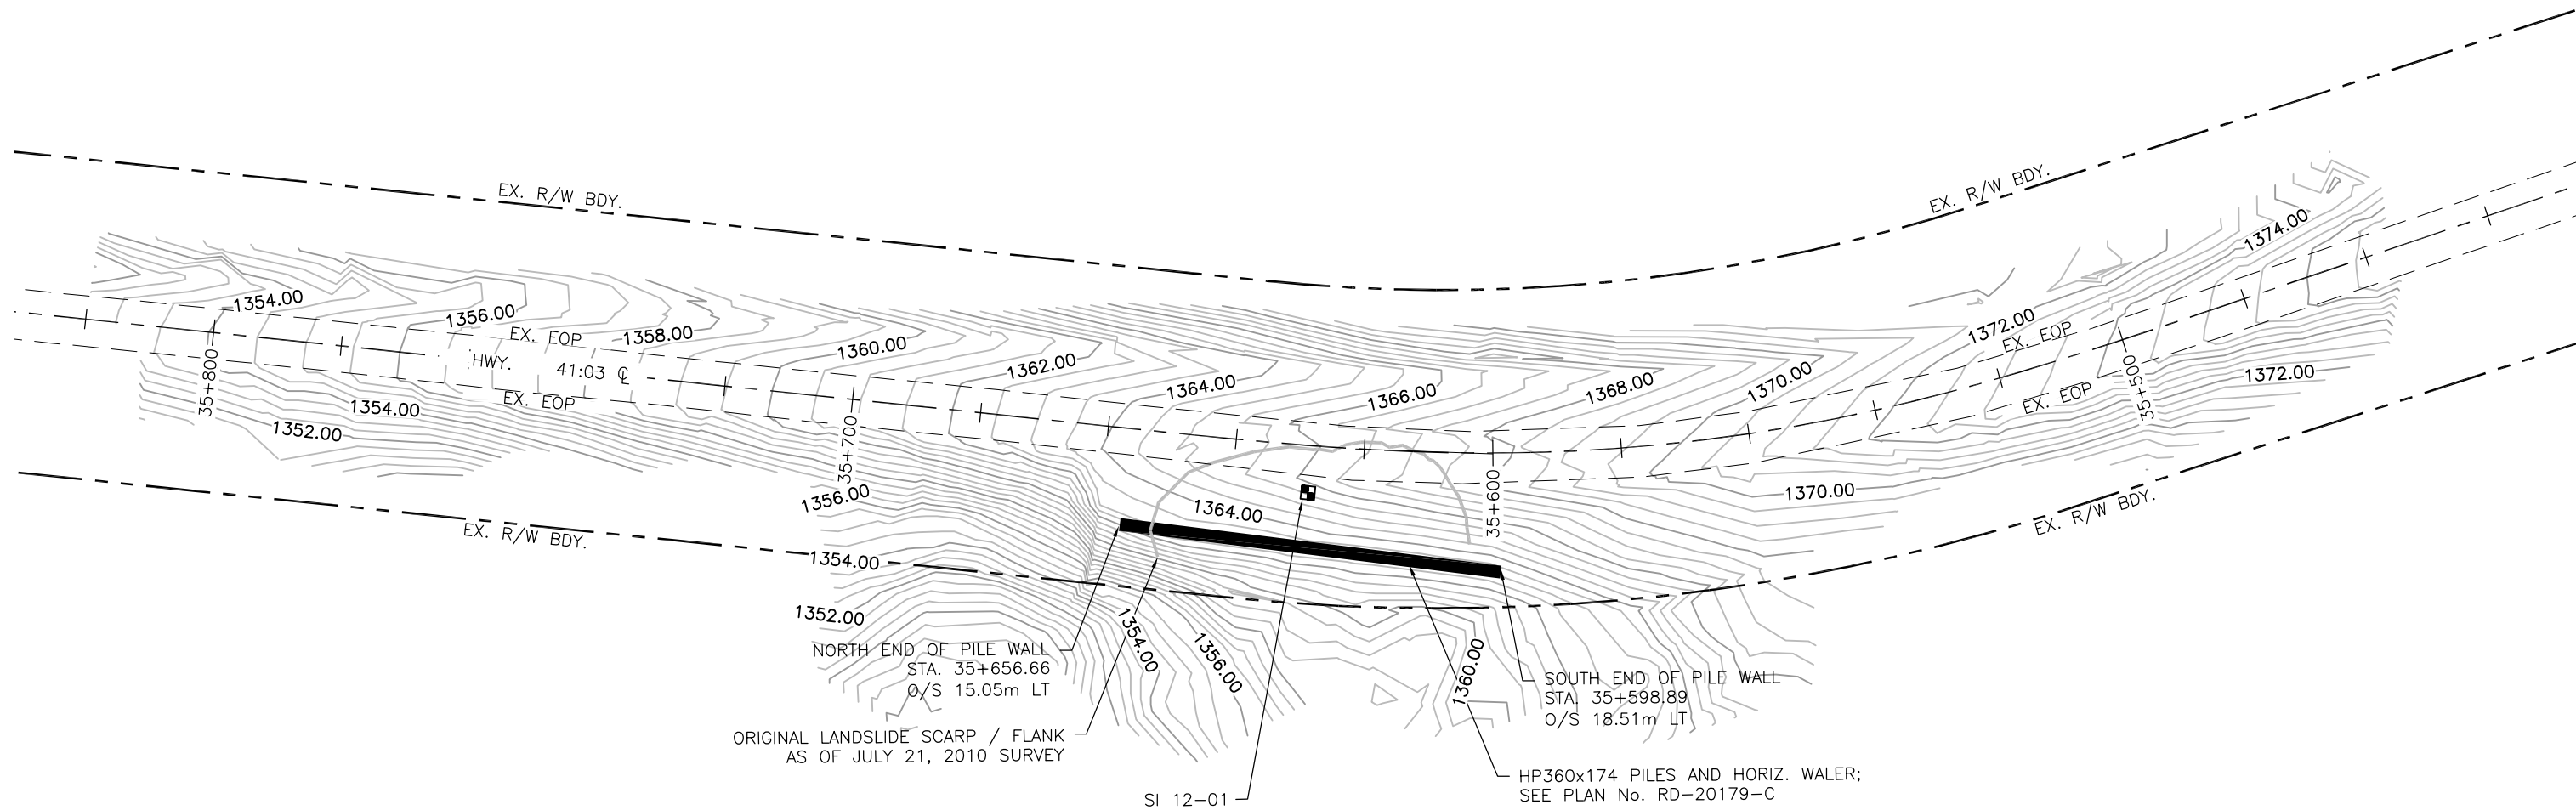 EX. R/W BDY.
EX. R/W BDY.
1374.00
1354.00
1356.00
1358.00
1360.00
1362.00
1364.00
1366.00
1368.00
1370.00
1372.00
EX. EOP
EX. EOP
HWY. 41:03 ℄
EX. EOP
EX. EOP
1372.00
35+800
35+700
35+600
35+500
1354.00
1352.00
1356.00
1364.00
1370.00
EX. R/W BDY.
EX. R/W BDY.
1354.00
1352.00
1354.00
1356.00
1360.00
NORTH END OF PILE WALL
STA. 35+656.66
O/S 15.05m LT
SOUTH END OF PILE WALL
STA. 35+598.89
O/S 18.51m LT
ORIGINAL LANDSLIDE SCARP / FLANK
AS OF JULY 21, 2010 SURVEY
HP360x174 PILES AND HORIZ. WALER;
SEE PLAN No. RD-20179-C
SI 12-01